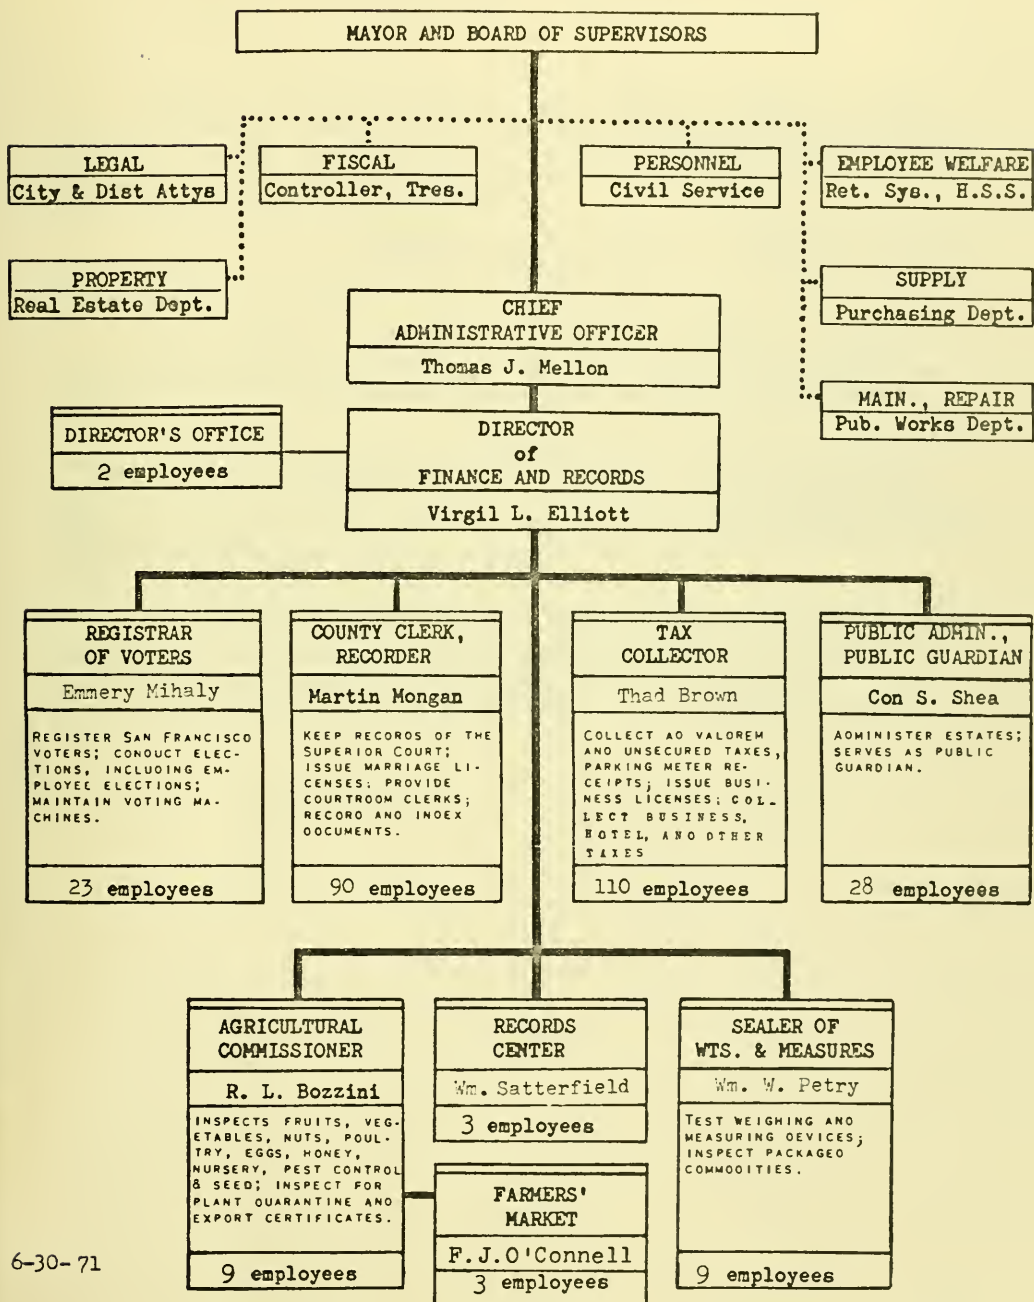 MAYOR AND BOARD OF SUPERVISORS
LEGAL
City & Dist Attys
FISCAL
Controller, Tres.
PERSONNEL
Civil Service
EMPLOYEE WELFARE
Ret. Sys., H.S.S.
PROPERTY
Real Estate Dept.
SUPPLY
Purchasing Dept.
CHIEF
ADMINISTRATIVE OFFICER
Thomas J. Mellon
MAIN., REPAIR
Pub. Works Dept.
DIRECTOR'S OFFICE
2 employees
DIRECTOR
of
FINANCE AND RECORDS
Virgil L. Elliott
REGISTRAR
OF VOTERS
Emmery Mihaly
REGISTER SAN FRANCISCO
VOTERS; CONDUCT ELEC-
TIONS, INCLUDING EM-
PLOYEE ELECTIONS;
MAINTAIN VOTING MA-
CHINES.
23 employees
COUNTY CLERK,
RECORDER
Martin Mongan
KEEP RECORDS OF THE
SUPERIOR COURT;
ISSUE MARRIAGE LI-
CENSES; PROVIDE
COURTROOM CLERKS;
RECORD AND INDEX
DOCUMENTS.
90 employees
TAX
COLLECTOR
Thad Brown
COLLECT AD VALOREM
AND UNSECURED TAXES,
PARKING METER RE-
CEIPTS; ISSUE BUSI-
NESS LICENSES; COL-
LECT BUSINESS,
HOTEL, AND OTHER
TAXES
110 employees
PUBLIC ADMIN.,
PUBLIC GUARDIAN
Con S. Shea
ADMINISTER ESTATES;
SERVES AS PUBLIC
GUARDIAN.
28 employees
AGRICULTURAL
COMMISSIONER
R. L. Bozzini
INSPECTS FRUITS, VEG-
ETABLES, NUTS, POUL-
TRY, EGGS, HONEY,
NURSERY, PEST CONTROL
& SEED; INSPECT FOR
PLANT QUARANTINE AND
EXPORT CERTIFICATES.
9 employees
RECORDS
CENTER
Wm. Satterfield
3 employees
FARMERS'
MARKET
F.J.O'Connell
3 employees
SEALER OF
WTS. & MEASURES
Wm. W. Petry
TEST WEIGHING AND
MEASURING DEVICES;
INSPECT PACKAGED
COMMODITIES.
9 employees
6-30-71